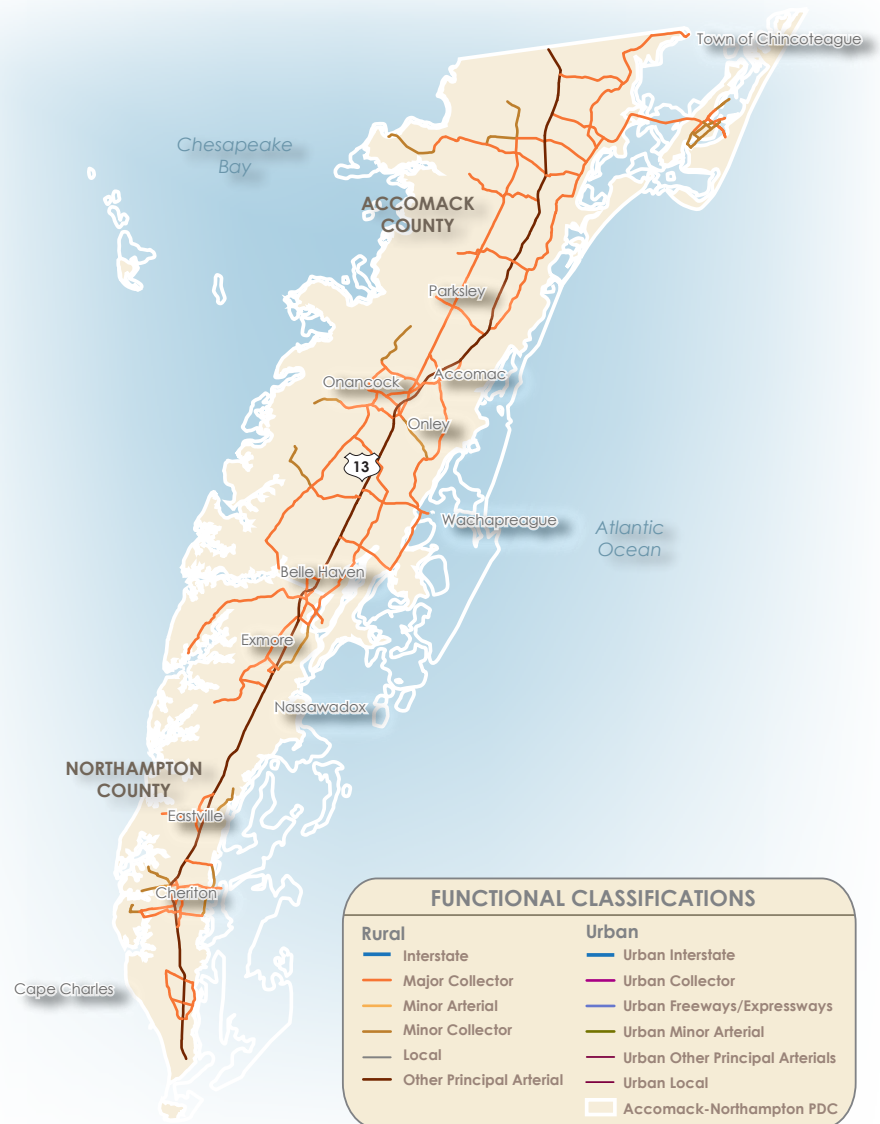 Town of Chincoteague
Chesapeake
Bay
ACCOMACK
COUNTY
Parksley
Accomac
Onancock
Onley
13
Wachapreague
Atlantic
Ocean
Belle Haven
Exmore
Nassawadox
NORTHAMPTON
COUNTY
Eastville
Cheriton
Cape Charles
FUNCTIONAL CLASSIFICATIONS
Rural
Interstate
Major Collector
Minor Arterial
Minor Collector
Local
Other Principal Arterial
Urban
Urban Interstate
Urban Collector
Urban Freeways/Expressways
Urban Minor Arterial
Urban Other Principal Arterials
Urban Local
Accomack-Northampton PDC